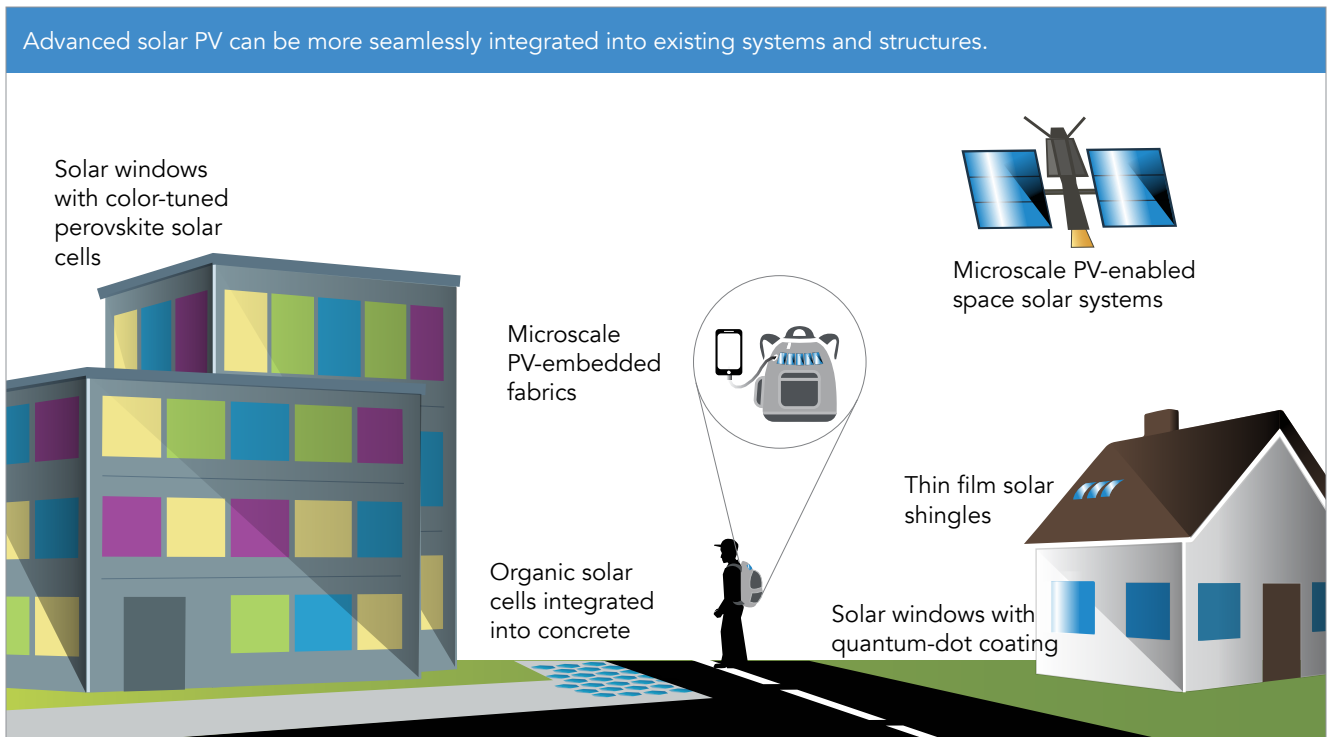 Advanced solar PV can be more seamlessly integrated into existing systems and structures.
Solar windows
with color-tuned
perovskite solar
cells
Microscale PV-enabled
space solar systems
Microscale
PV-embedded
fabrics
Thin film solar
shingles
Organic solar
cells integrated
into concrete
Solar windows with
quantum-dot coating